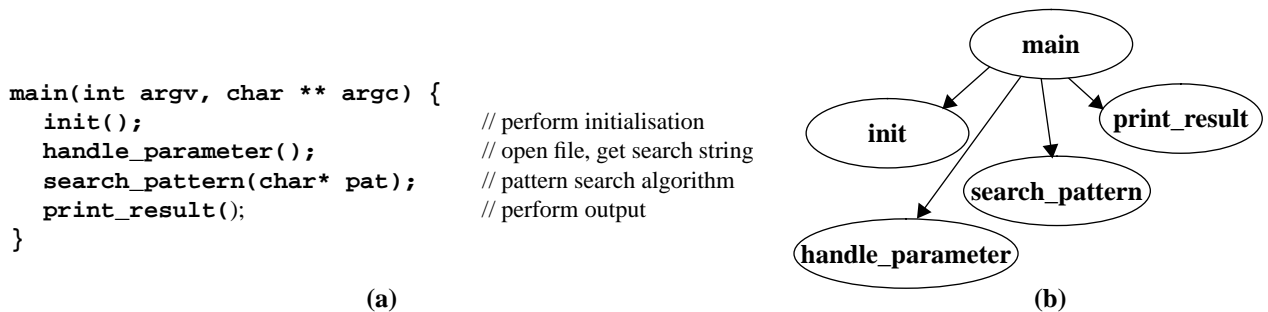 main(int argv, char ** argc) {
init(); // perform initialisation
handle_parameter(); // open file, get search string
search_pattern(char* pat); // pattern search algorithm
print_result(); // perform output
}
(a)
main
init
print_result
search_pattern
handle_parameter
(b)